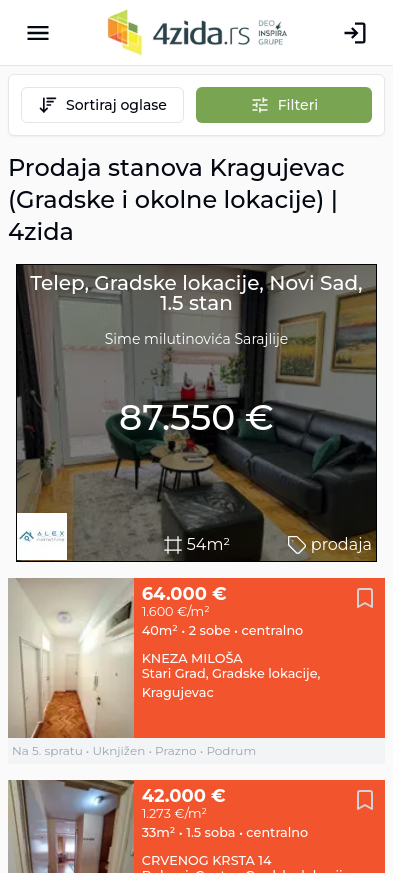 4zida.rs
DEO
INSPIRA
GRUPE
Sortiraj oglase
Filteri
Prodaja stanova Kragujevac
(Gradske i okolne lokacije) |
4zida
Telep, Gradske lokacije, Novi Sad,
1.5 stan
Sime milutinovića Sarajlije
87.550 €
ALEX
54m²
prodaja
64.000 €
1.600 €/m²
40m² • 2 sobe • centralno
KNEZA MILOŠA
Stari Grad, Gradske lokacije,
Kragujevac
Na 5. spratu • Uknjižen • Prazno • Podrum
42.000 €
1.273 €/m²
33m² • 1.5 soba • centralno
CRVENOG KRSTA 14